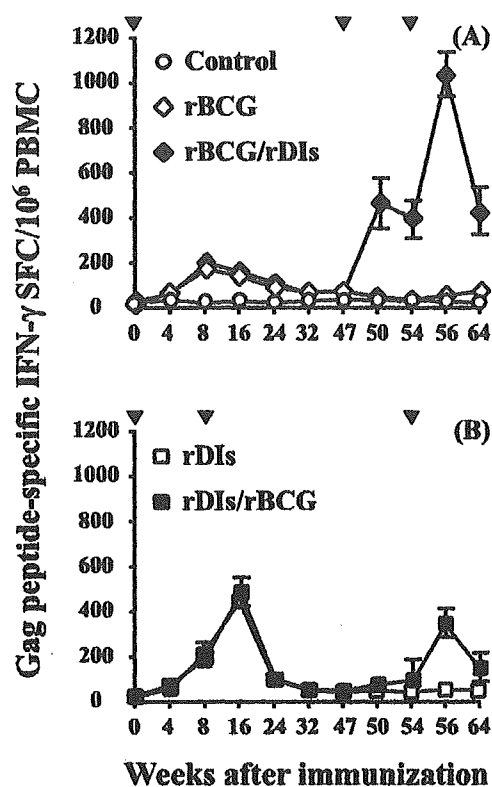 Gag peptide-specific IFN-γ SFC/10⁶ PBMC
(A)
1200
1000
800
600
400
200
0
Control
rBCG
rBCG/rDIs
0 4 8 16 24 32 47 50 54 56 64
(B)
1200
1000
800
600
400
200
0
rDIs
rDIs/rBCG
0 4 8 16 24 32 47 50 54 56 64
Weeks after immunization